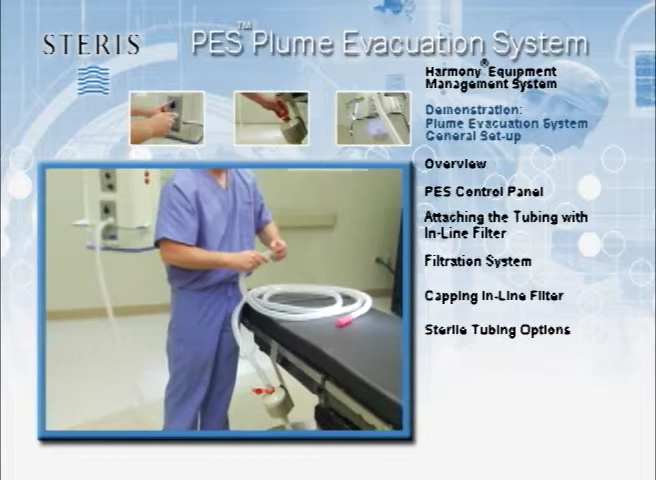 STERIS
PES™ Plume Evacuation System
Harmony® Equipment
Management System
Demonstration:
Plume Evacuation System
General Set-up
Overview
PES Control Panel
Attaching the Tubing with
In-Line Filter
Filtration System
Capping In-Line Filter
Sterile Tubing Options